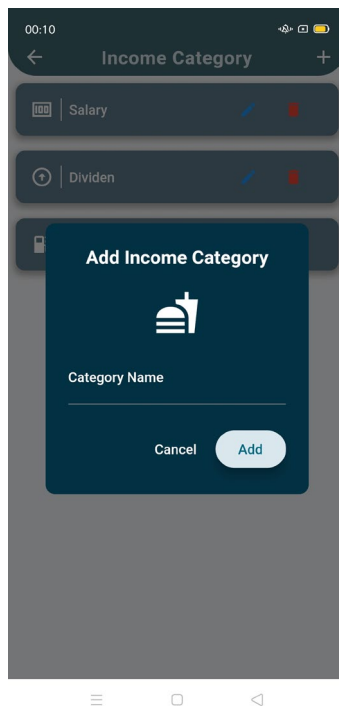 00:10
Income Category
Salary
Dividen
Add Income Category
Category Name
Cancel
Add